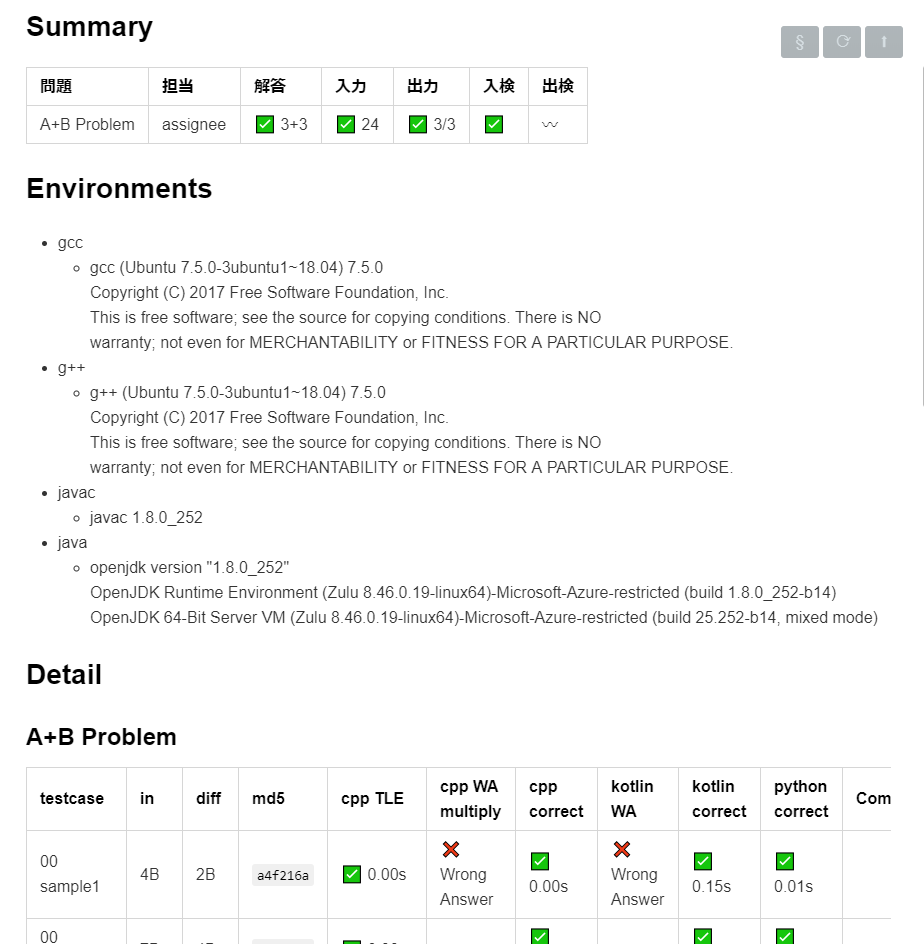 Summary
§ ⟳ ⬆
問題 担当 解答 入力 出力 入検 出検
A+B Problem assignee ✅ 3+3 ✅ 24 ✅ 3/3 ✅ 〰
Environments
• gcc
◦ gcc (Ubuntu 7.5.0-3ubuntu1~18.04) 7.5.0
Copyright (C) 2017 Free Software Foundation, Inc.
This is free software; see the source for copying conditions. There is NO
warranty; not even for MERCHANTABILITY or FITNESS FOR A PARTICULAR PURPOSE.
• g++
◦ g++ (Ubuntu 7.5.0-3ubuntu1~18.04) 7.5.0
Copyright (C) 2017 Free Software Foundation, Inc.
This is free software; see the source for copying conditions. There is NO
warranty; not even for MERCHANTABILITY or FITNESS FOR A PARTICULAR PURPOSE.
• javac
◦ javac 1.8.0_252
• java
◦ openjdk version "1.8.0_252"
OpenJDK Runtime Environment (Zulu 8.46.0.19-linux64)-Microsoft-Azure-restricted (build 1.8.0_252-b14)
OpenJDK 64-Bit Server VM (Zulu 8.46.0.19-linux64)-Microsoft-Azure-restricted (build 25.252-b14, mixed mode)
Detail
A+B Problem
testcase in diff md5 cpp TLE cpp WA multiply cpp correct kotlin WA kotlin correct python correct Com
00 sample1 4B 2B a4f216a ✅ 0.00s ❌ Wrong Answer ✅ 0.00s ❌ Wrong Answer ✅ 0.15s ✅ 0.01s
00